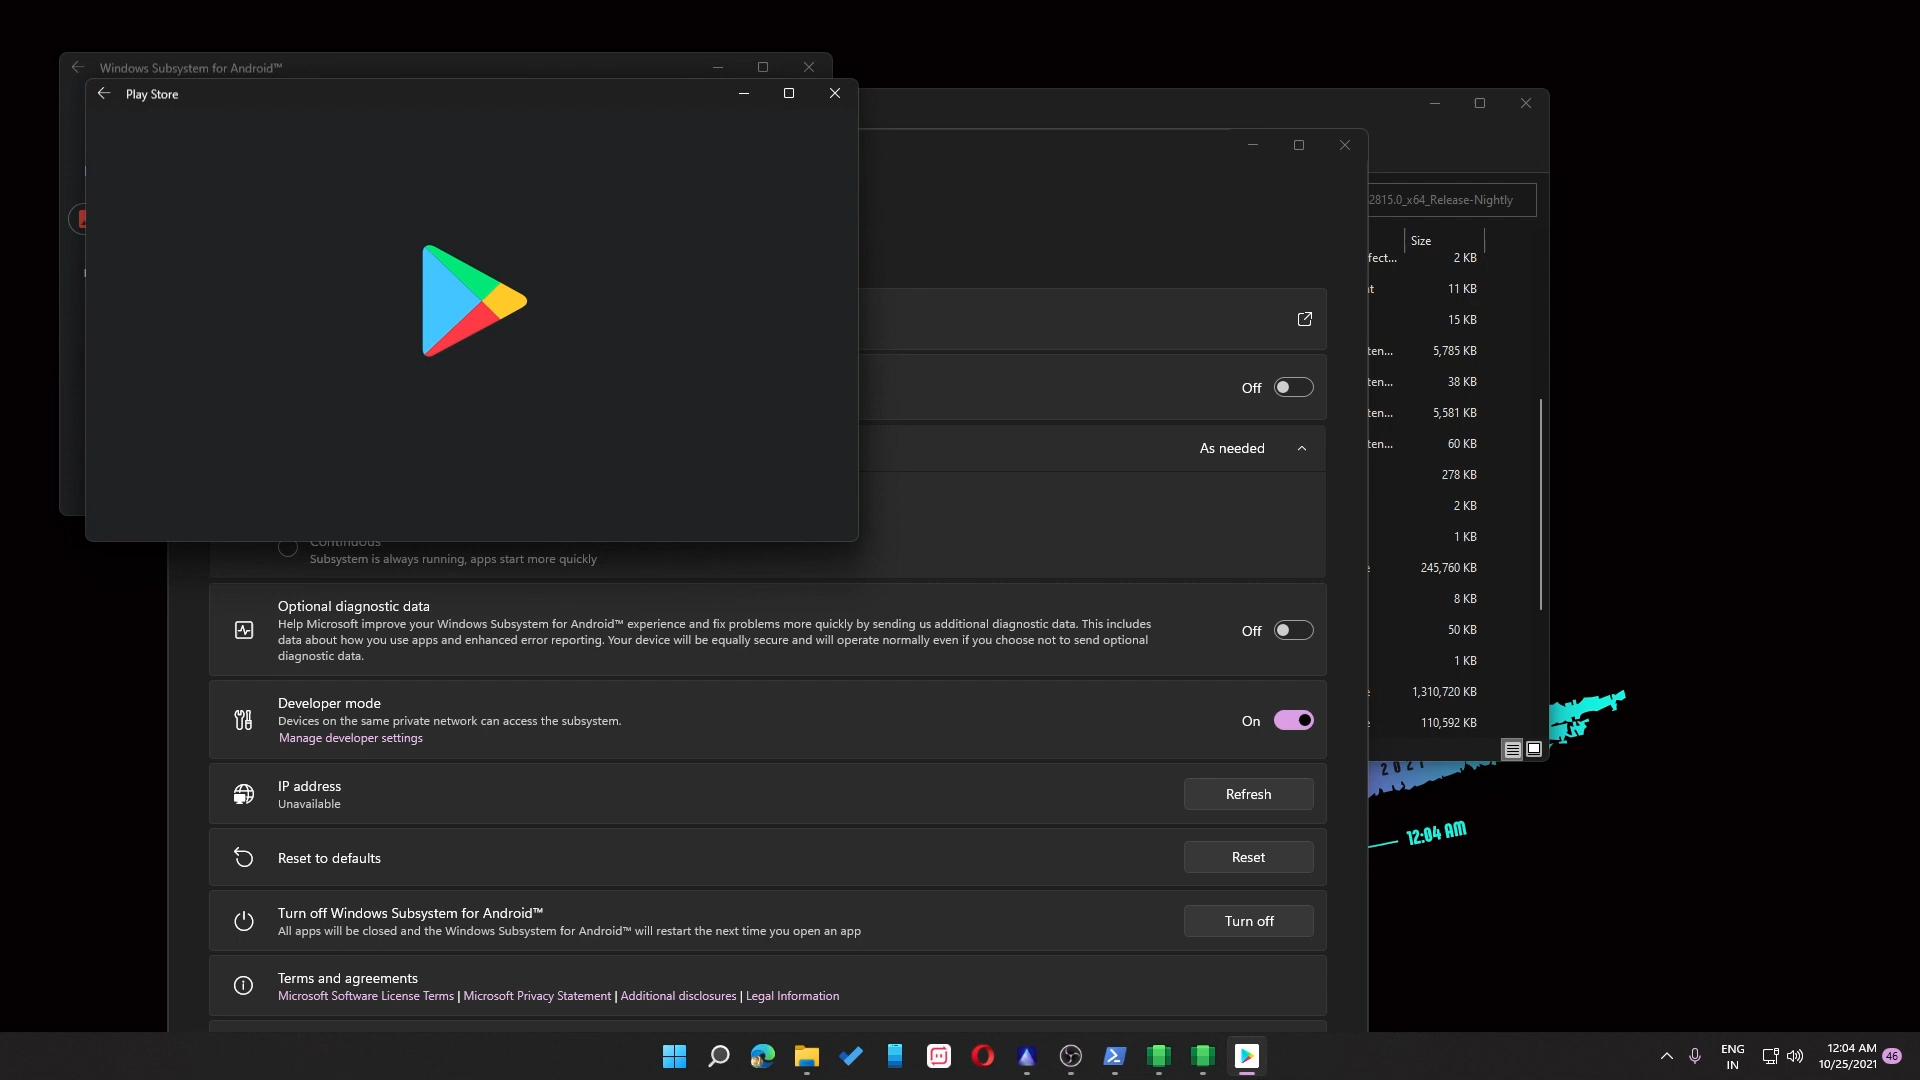 Windows Subsystem for Android™
Play Store
2815.0_x64_Release-Nightly
Size
fect... 2 KB
11 KB
15 KB
ten... 5,785 KB
ten... 38 KB
ten... 5,581 KB
ten... 60 KB
278 KB
2 KB
1 KB
245,760 KB
8 KB
50 KB
1 KB
1,310,720 KB
110,592 KB
Off
As needed
Continuous
Subsystem is always running, apps start more quickly
Optional diagnostic data
Help Microsoft improve your Windows Subsystem for Android™ experience and fix problems more quickly by sending us additional diagnostic data. This includes
data about how you use apps and enhanced error reporting. Your device will be equally secure and will operate normally even if you choose not to send optional
diagnostic data.
Off
Developer mode
Devices on the same private network can access the subsystem.
Manage developer settings
On
IP address
Unavailable
Refresh
Reset to defaults
Reset
Turn off Windows Subsystem for Android™
All apps will be closed and the Windows Subsystem for Android™ will restart the next time you open an app
Turn off
Terms and agreements
Microsoft Software License Terms | Microsoft Privacy Statement | Additional disclosures | Legal Information
2021
12:04 AM
ENG
IN
12:04 AM
10/25/2021
46